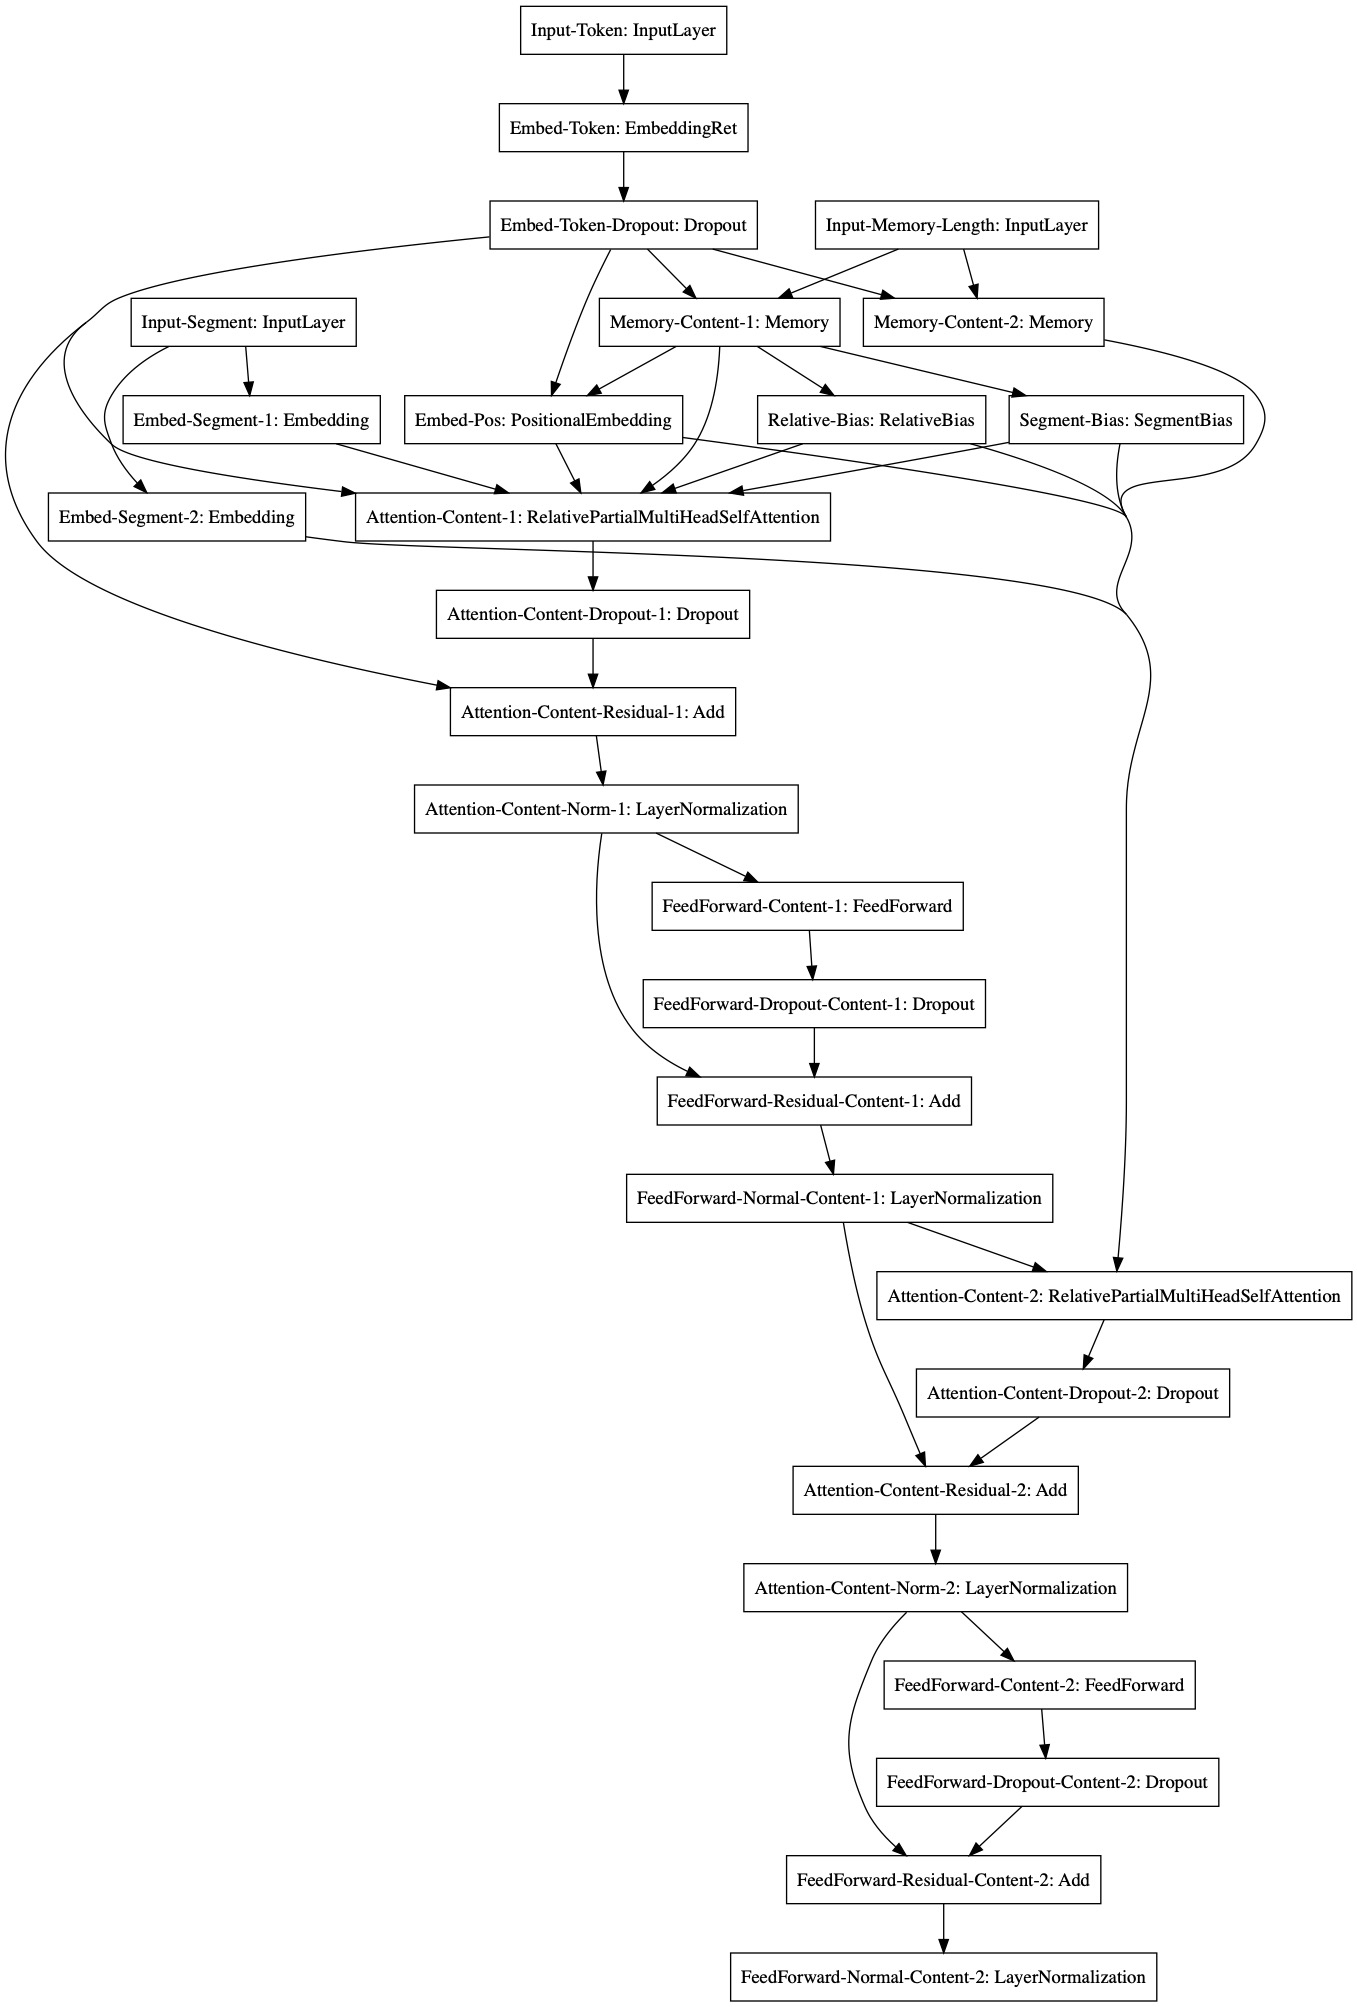 Input-Token: InputLayer
Embed-Token: EmbeddingRet
Embed-Token-Dropout: Dropout
Input-Memory-Length: InputLayer
Input-Segment: InputLayer
Memory-Content-1: Memory
Memory-Content-2: Memory
Embed-Segment-1: Embedding
Embed-Pos: PositionalEmbedding
Relative-Bias: RelativeBias
Segment-Bias: SegmentBias
Embed-Segment-2: Embedding
Attention-Content-1: RelativePartialMultiHeadSelfAttention
Attention-Content-Dropout-1: Dropout
Attention-Content-Residual-1: Add
Attention-Content-Norm-1: LayerNormalization
FeedForward-Content-1: FeedForward
FeedForward-Dropout-Content-1: Dropout
FeedForward-Residual-Content-1: Add
FeedForward-Normal-Content-1: LayerNormalization
Attention-Content-2: RelativePartialMultiHeadSelfAttention
Attention-Content-Dropout-2: Dropout
Attention-Content-Residual-2: Add
Attention-Content-Norm-2: LayerNormalization
FeedForward-Content-2: FeedForward
FeedForward-Dropout-Content-2: Dropout
FeedForward-Residual-Content-2: Add
FeedForward-Normal-Content-2: LayerNormalization